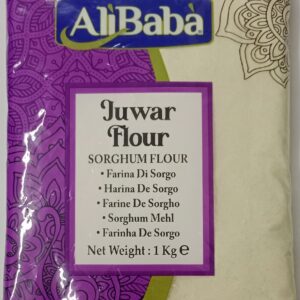 AliBabà
Juwar
Flour
SORGHUM FLOUR
• Farina Di Sorgo
• Harina De Sorgo
• Farine De Sorgho
• Sorghum Mehl
• Farinha De Sorgo
Net Weight : 1 Kg ℮